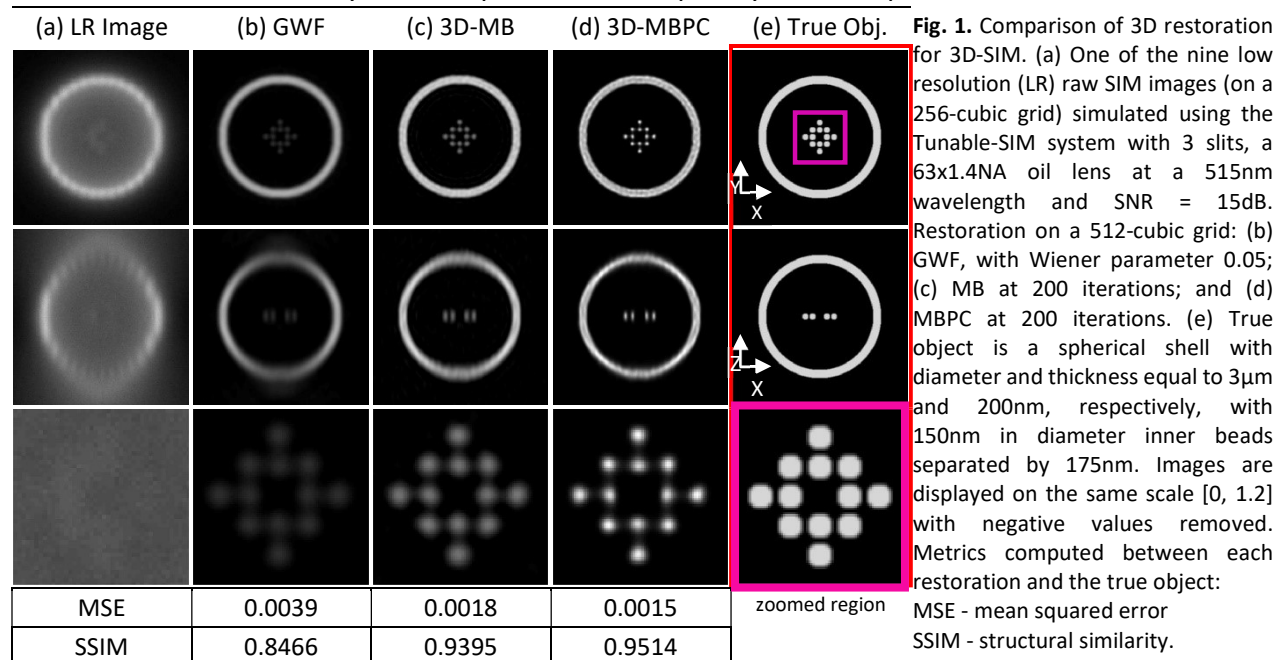 (a) LR Image (b) GWF (c) 3D-MB (d) 3D-MBPC (e) True Obj.
Y
X
Z
X
MSE 0.0039 0.0018 0.0015 zoomed region
SSIM 0.8466 0.9395 0.9514
Fig. 1. Comparison of 3D restoration
for 3D-SIM. (a) One of the nine low
resolution (LR) raw SIM images (on a
256-cubic grid) simulated using the
Tunable-SIM system with 3 slits, a
63x1.4NA oil lens at a 515nm
wavelength and SNR = 15dB.
Restoration on a 512-cubic grid: (b)
GWF, with Wiener parameter 0.05;
(c) MB at 200 iterations; and (d)
MBPC at 200 iterations. (e) True
object is a spherical shell with
diameter and thickness equal to 3µm
and 200nm, respectively, with
150nm in diameter inner beads
separated by 175nm. Images are
displayed on the same scale [0, 1.2]
with negative values removed.
Metrics computed between each
restoration and the true object:
MSE - mean squared error
SSIM - structural similarity.